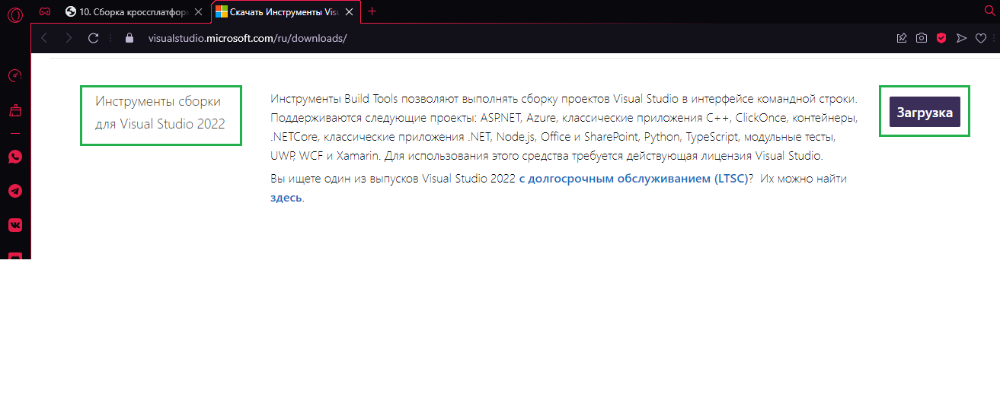 10. Сборка кроссплатфор
Скачать Инструменты Visu
visualstudio.microsoft.com/ru/downloads/
Инструменты сборки
для Visual Studio 2022
Инструменты Build Tools позволяют выполнять сборку проектов Visual Studio в интерфейсе командной строки.
Поддерживаются следующие проекты: ASP.NET, Azure, классические приложения C++, ClickOnce, контейнеры,
.NETCore, классические приложения .NET, Node.js, Office и SharePoint, Python, TypeScript, модульные тесты,
UWP, WCF и Xamarin. Для использования этого средства требуется действующая лицензия Visual Studio.
Вы ищете один из выпусков Visual Studio 2022 с долгосрочным обслуживанием (LTSC)? Их можно найти
здесь.
Загрузка